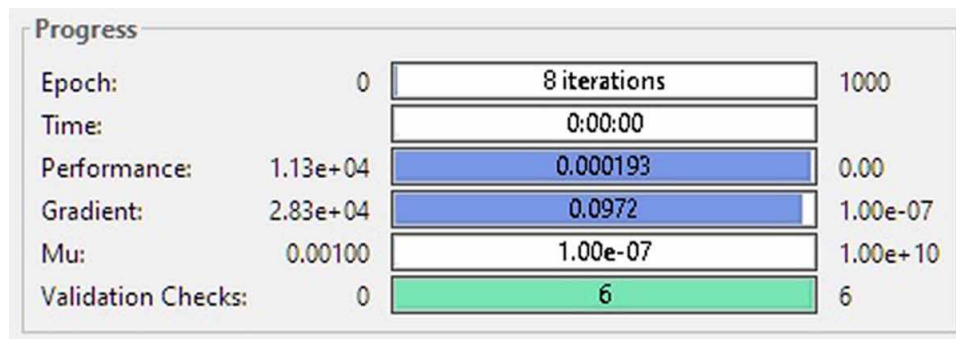 Progress
Epoch: 0 8 iterations 1000
Time: 0:00:00
Performance: 1.13e+04 0.000193 0.00
Gradient: 2.83e+04 0.0972 1.00e-07
Mu: 0.00100 1.00e-07 1.00e+10
Validation Checks: 0 6 6